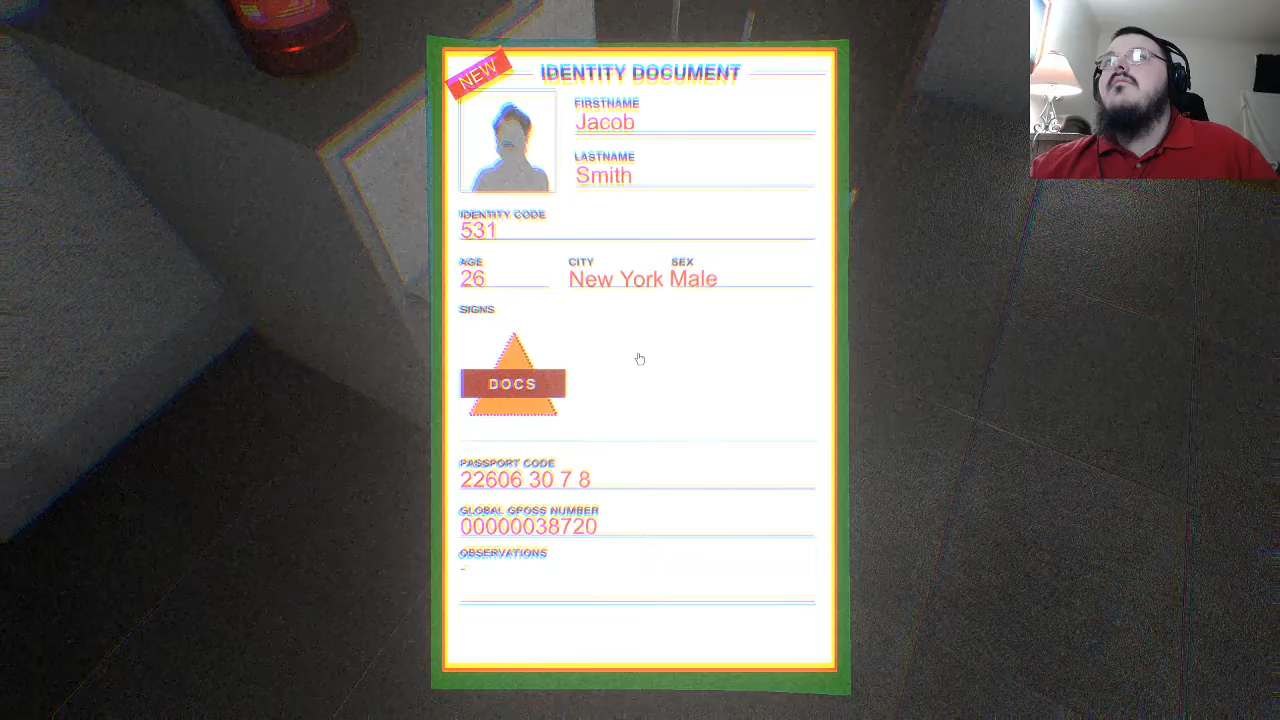 NEW
IDENTITY DOCUMENT
FIRSTNAME
Jacob
LASTNAME
Smith
IDENTITY CODE
531
AGE CITY SEX
26 New York Male
SIGNS
DOCS
PASSPORT CODE
22606 30 7 8
GLOBAL GPOSS NUMBER
00000038720
OBSERVATIONS
-